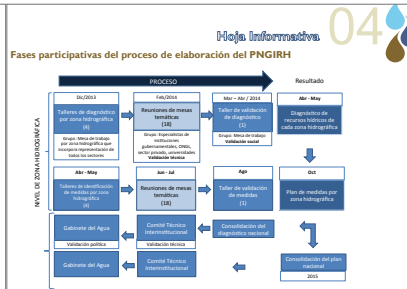 Hoja Informativa
04
Fases participativas del proceso de elaboración del PNGIRH
PROCESO
Resultado
NIVEL DE ZONA HIDROGRÁFICA
Dic/2013
Talleres de diagnóstico
por zona hidrográfica
(4)
Grupo: Mesa de trabajo
por zona hidrográfica que
incorpora representación de
todos los sectores
Feb/2014
Reuniones de mesas
temáticas
(18)
Grupo: Especialistas de
instituciones
gubernamentales, ONGs,
sector privado, universidades
Validación técnica
Mar – Abr / 2014
Taller de validación
de diagnóstico
(1)
Grupo: Mesa de trabajo
Validación social
Abr - May
Diagnóstico de
recursos hídricos de
cada zona hidrográfica
Abr - May
Talleres de identificación
de medidas por zona
hidrográfica
(4)
Jun - Jul
Reuniones de mesas
temáticas
(18)
Ago
Taller de validación
de medidas
(1)
Oct
Plan de medidas por
zona hidrográfica
Gabinete del Agua
Validación política
Comité Técnico
Interinstitucional
Validación técnica
Consolidación del
diagnóstico nacional
Gabinete del Agua
Comité Técnico
Interinstitucional
Consolidación del plan
nacional
2015